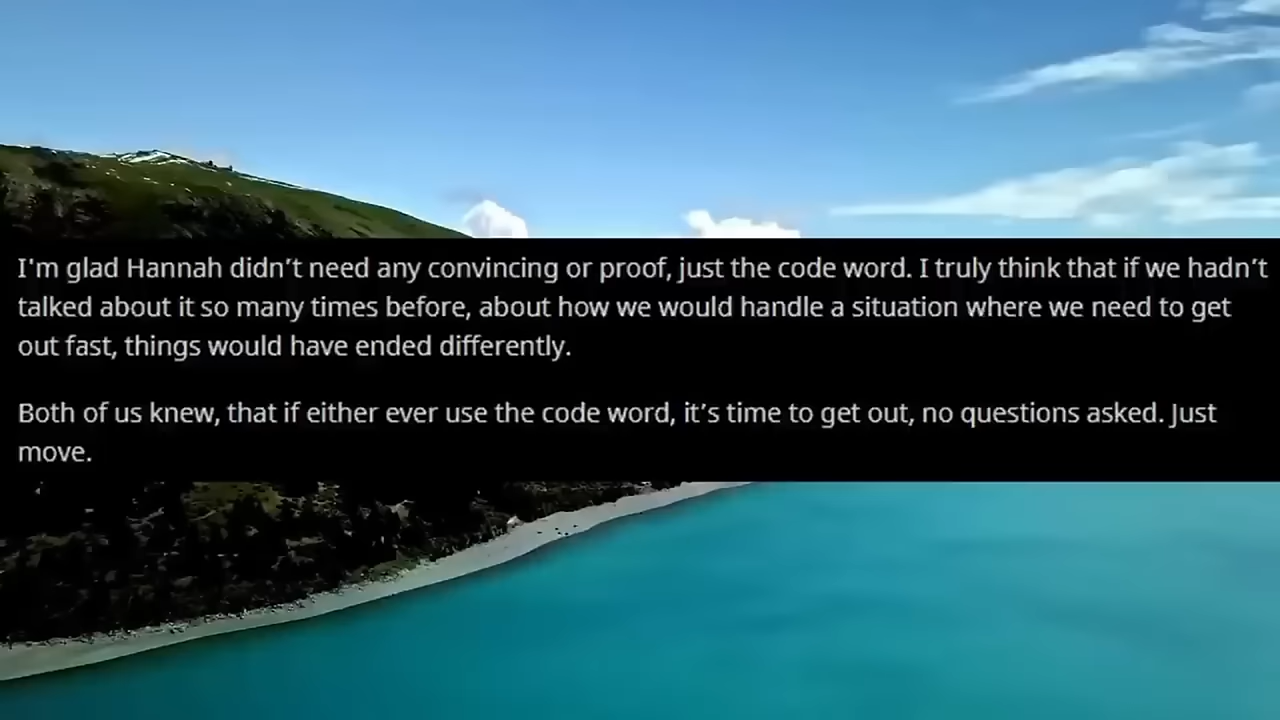 I'm glad Hannah didn’t need any convincing or proof, just the code word. I truly think that if we hadn’t
talked about it so many times before, about how we would handle a situation where we need to get
out fast, things would have ended differently.
Both of us knew, that if either ever use the code word, it’s time to get out, no questions asked. Just
move.